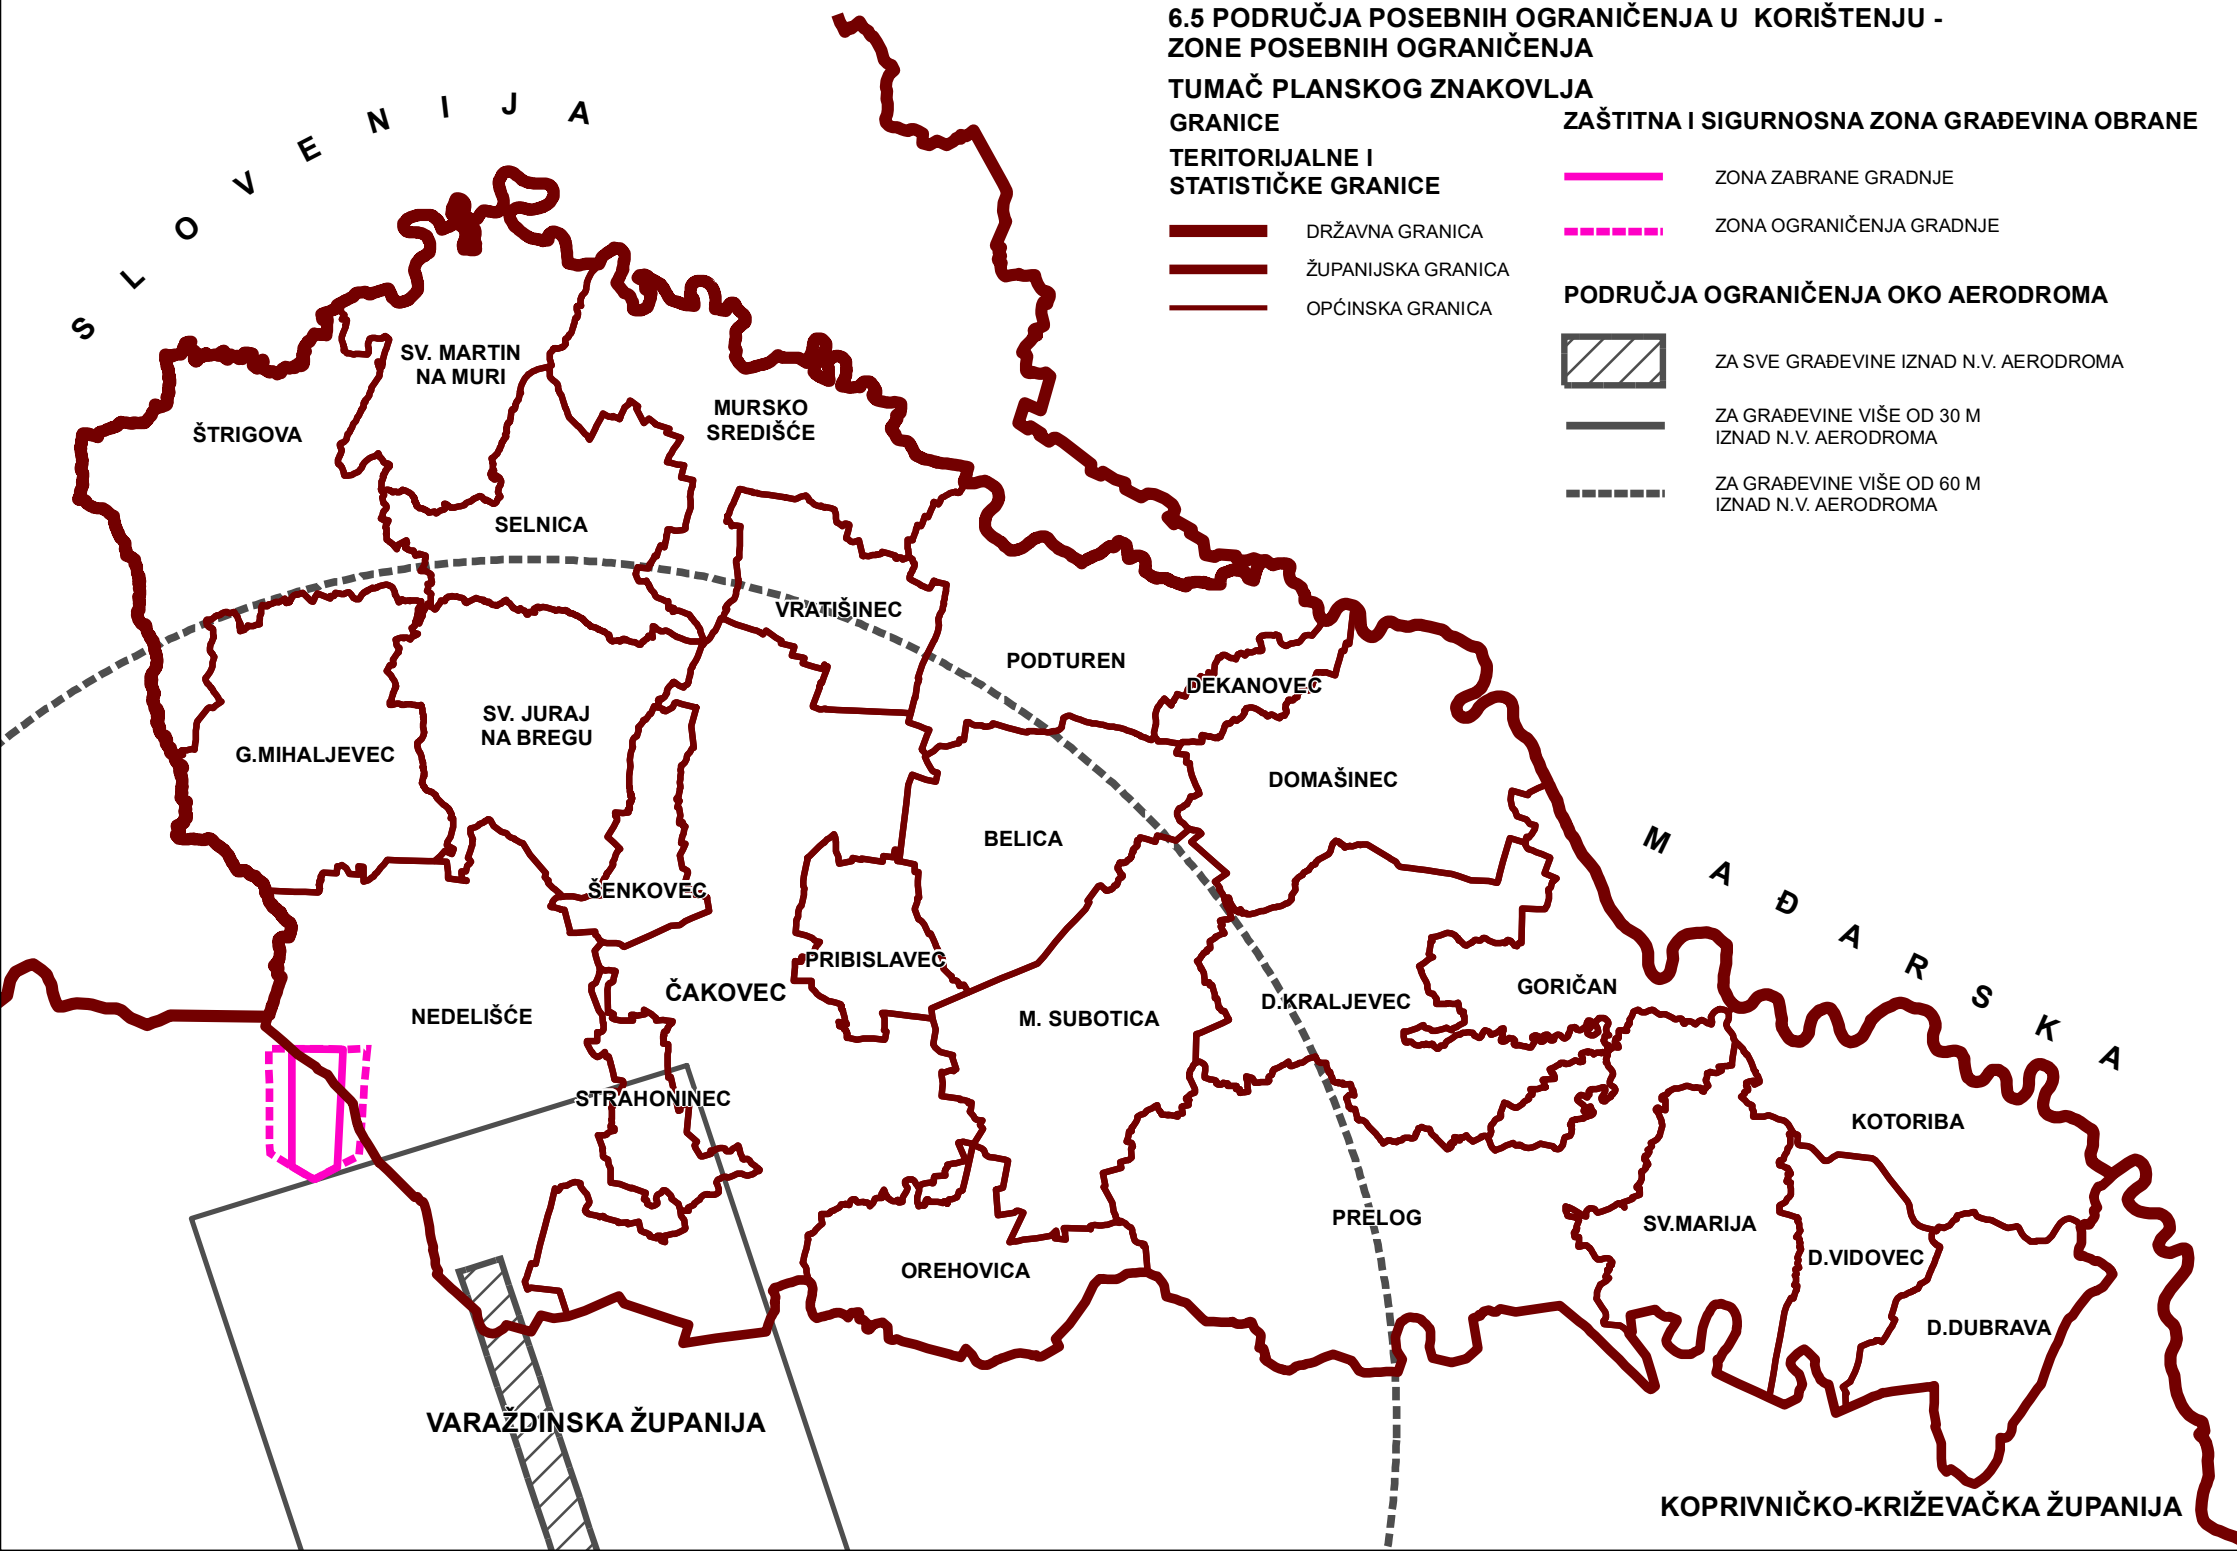 6.5 PODRUČJA POSEBNIH OGRANIČENJA U KORIŠTENJU -
ZONE POSEBNIH OGRANIČENJA
TUMAČ PLANSKOG ZNAKOVLJA
GRANICE
TERITORIJALNE I
STATISTIČKE GRANICE
DRŽAVNA GRANICA
ŽUPANIJSKA GRANICA
OPĆINSKA GRANICA
ZAŠTITNA I SIGURNOSNA ZONA GRAĐEVINA OBRANE
ZONA ZABRANE GRADNJE
ZONA OGRANIČENJA GRADNJE
PODRUČJA OGRANIČENJA OKO AERODROMA
ZA SVE GRAĐEVINE IZNAD N.V. AERODROMA
ZA GRAĐEVINE VIŠE OD 30 M
IZNAD N.V. AERODROMA
ZA GRAĐEVINE VIŠE OD 60 M
IZNAD N.V. AERODROMA
SLOVENIJA
SV. MARTIN
NA MURI
ŠTRIGOVA
MURSKO
SREDIŠĆE
SELNICA
VRATIŠINEC
PODTUREN
DEKANOVEC
SV. JURAJ
NA BREGU
G.MIHALJEVEC
DOMAŠINEC
BELICA
MAĐARSKA
ŠENKOVEC
PRIBISLAVEC
ČAKOVEC
NEDELIŠĆE
M. SUBOTICA
D.KRALJEVEC
GORIČAN
STRAHONINEC
KOTORIBA
PRELOG
SV.MARIJA
D.VIDOVEC
OREHOVICA
D.DUBRAVA
VARAŽDINSKA ŽUPANIJA
KOPRIVNIČKO-KRIŽEVAČKA ŽUPANIJA